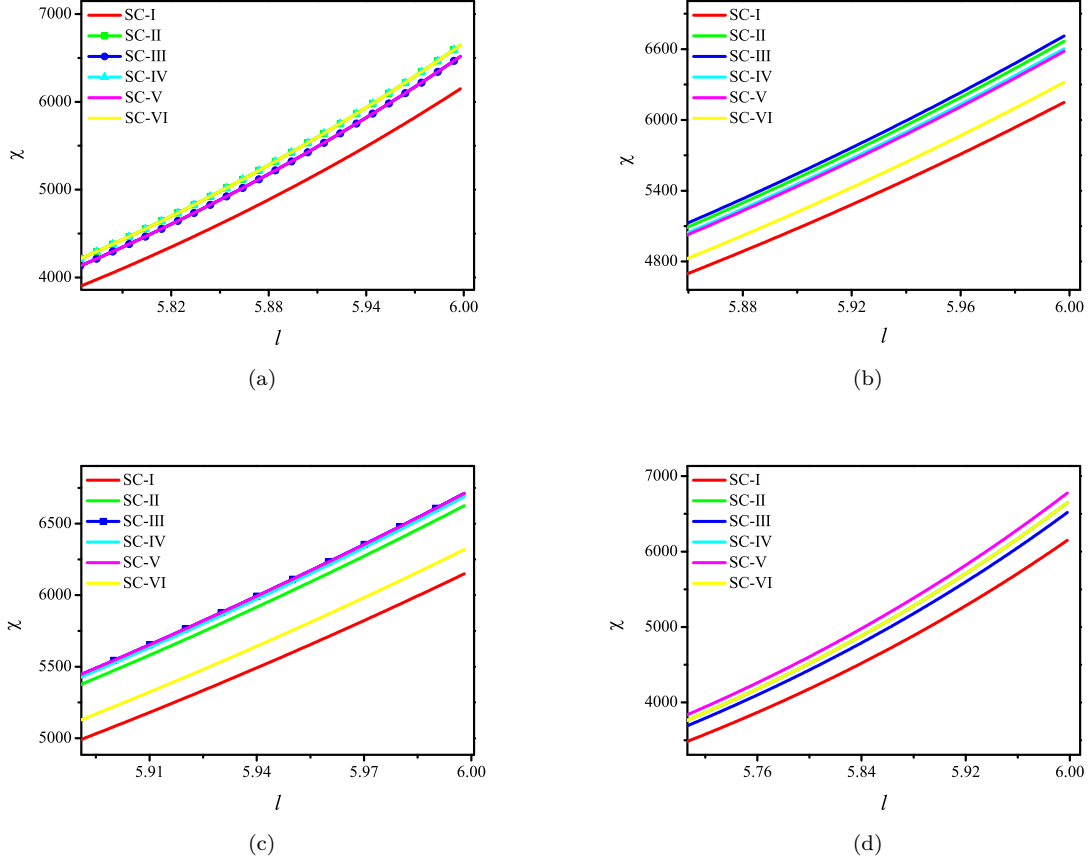 7000
6000
5000
4000
χ
SC-I
SC-II
SC-III
SC-IV
SC-V
SC-VI
5.82
5.88
5.94
6.00
l
(a)
6600
6000
5400
4800
χ
SC-I
SC-II
SC-III
SC-IV
SC-V
SC-VI
5.88
5.92
5.96
6.00
l
(b)
6500
6000
5500
5000
χ
SC-I
SC-II
SC-III
SC-IV
SC-V
SC-VI
5.91
5.94
5.97
6.00
l
(c)
7000
6000
5000
4000
χ
SC-I
SC-II
SC-III
SC-IV
SC-V
SC-VI
5.76
5.84
5.92
6.00
l
(d)